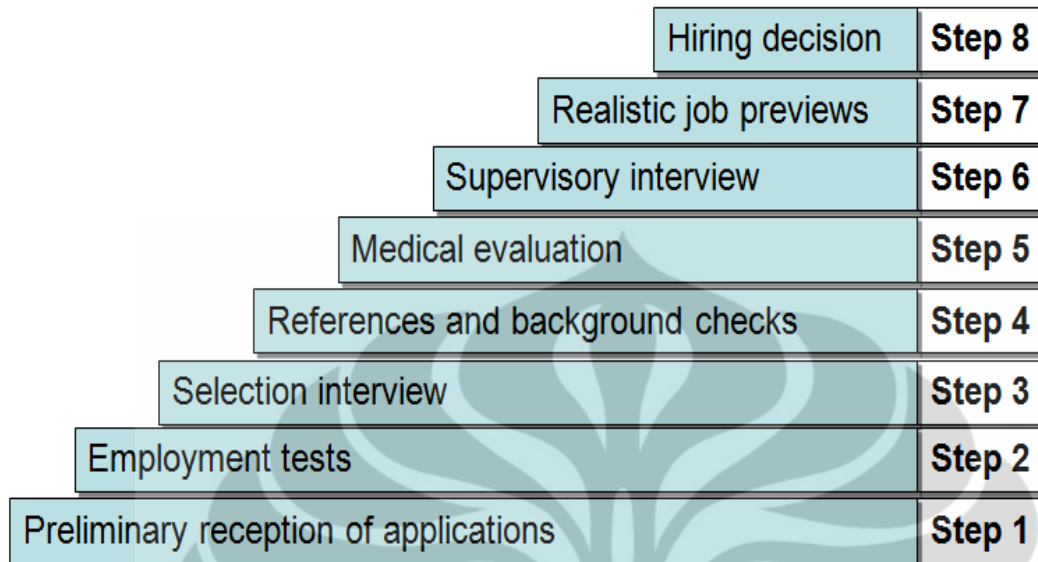 Hiring decision Step 8
Realistic job previews Step 7
Supervisory interview Step 6
Medical evaluation Step 5
References and background checks Step 4
Selection interview Step 3
Employment tests Step 2
Preliminary reception of applications Step 1